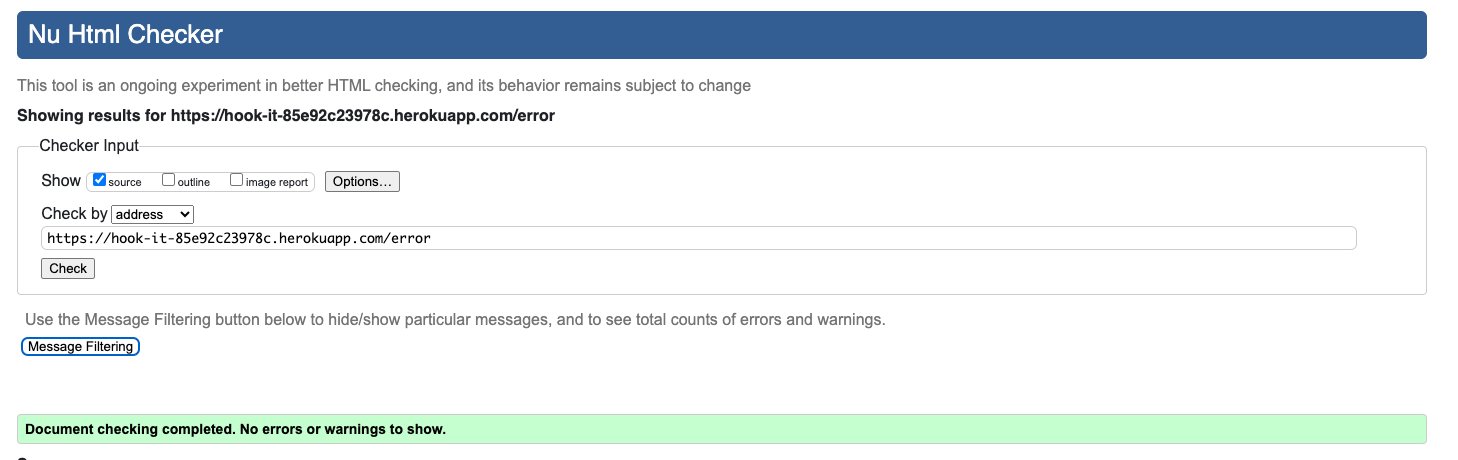 Nu Html Checker
This tool is an ongoing experiment in better HTML checking, and its behavior remains subject to change
Showing results for https://hook-it-85e92c23978c.herokuapp.com/error
Checker Input
Show source outline image report Options...
Check by address
https://hook-it-85e92c23978c.herokuapp.com/error
Check
Use the Message Filtering button below to hide/show particular messages, and to see total counts of errors and warnings.
Message Filtering
Document checking completed. No errors or warnings to show.